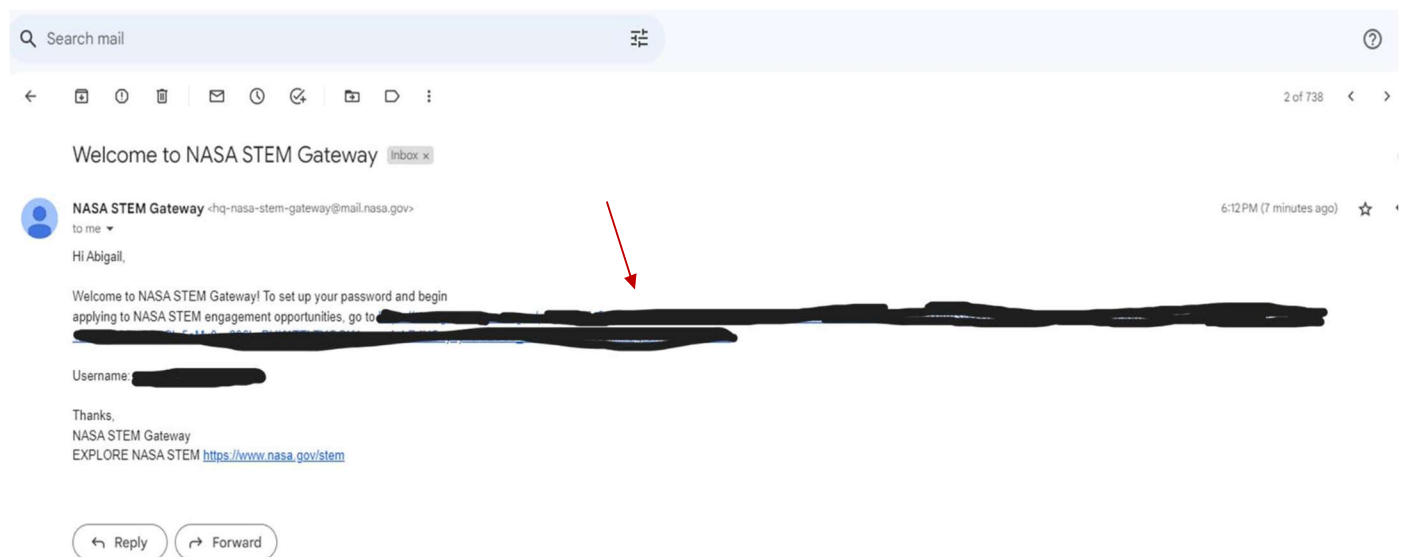 Search mail
2 of 738
Welcome to NASA STEM Gateway Inbox x
NASA STEM Gateway <hq-nasa-stem-gateway@mail.nasa.gov> 6:12 PM (7 minutes ago)
to me
Hi Abigail,
Welcome to NASA STEM Gateway! To set up your password and begin
applying to NASA STEM engagement opportunities, go to
Username:
Thanks,
NASA STEM Gateway
EXPLORE NASA STEM https://www.nasa.gov/stem
Reply Forward